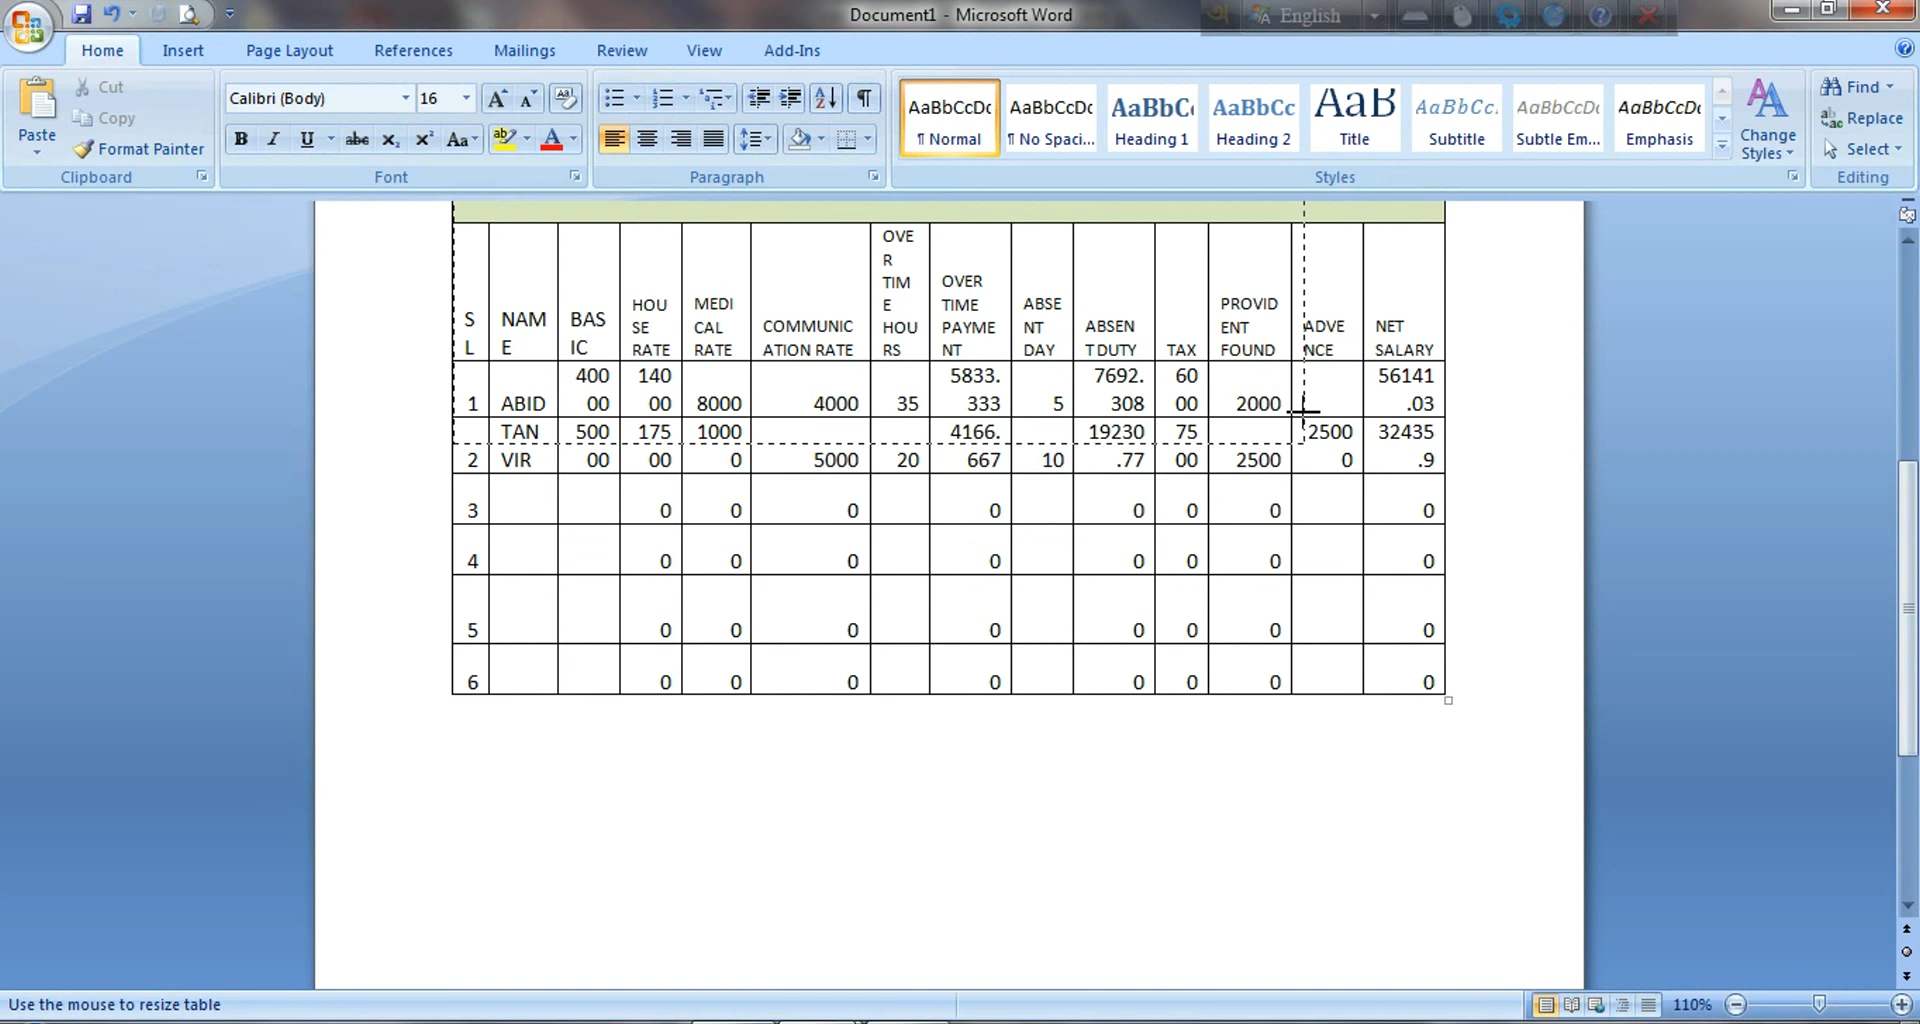 Document1 - Microsoft Word
English
Home Insert Page Layout References Mailings Review View Add-Ins
Paste
Cut
Copy
Format Painter
Clipboard
Calibri (Body) 16
B I U abc x₂ x² Aa ab A
Font
Paragraph
AaBbCcDc AaBbCcDc AaBbCc AaBbCc AaB AaBbCc. AaBbCcDc AaBbCcDc
¶ Normal ¶ No Spaci... Heading 1 Heading 2 Title Subtitle Subtle Em... Emphasis
Change
Styles
Styles
Find
Replace
Select
Editing
S
L
NAM
E
BAS
IC
HOU
SE
RATE
MEDI
CAL
RATE
COMMUNIC
ATION RATE
OVE
R
TIM
E
HOU
RS
OVER
TIME
PAYME
NT
ABSE
NT
DAY
ABSEN
T DUTY
TAX
PROVID
ENT
FOUND
ADVE
NCE
NET
SALARY
1
ABID
400
00
140
00
8000
4000
35
5833.
333
5
7692.
308
60
00
2000
56141
.03
2
TAN
VIR
500
00
175
00
1000
0
5000
20
4166.
667
10
19230
.77
75
00
2500
2500
0
32435
.9
3 0 0 0 0 0 0 0 0
4 0 0 0 0 0 0 0 0
5 0 0 0 0 0 0 0 0
6 0 0 0 0 0 0 0 0
Use the mouse to resize table
110%